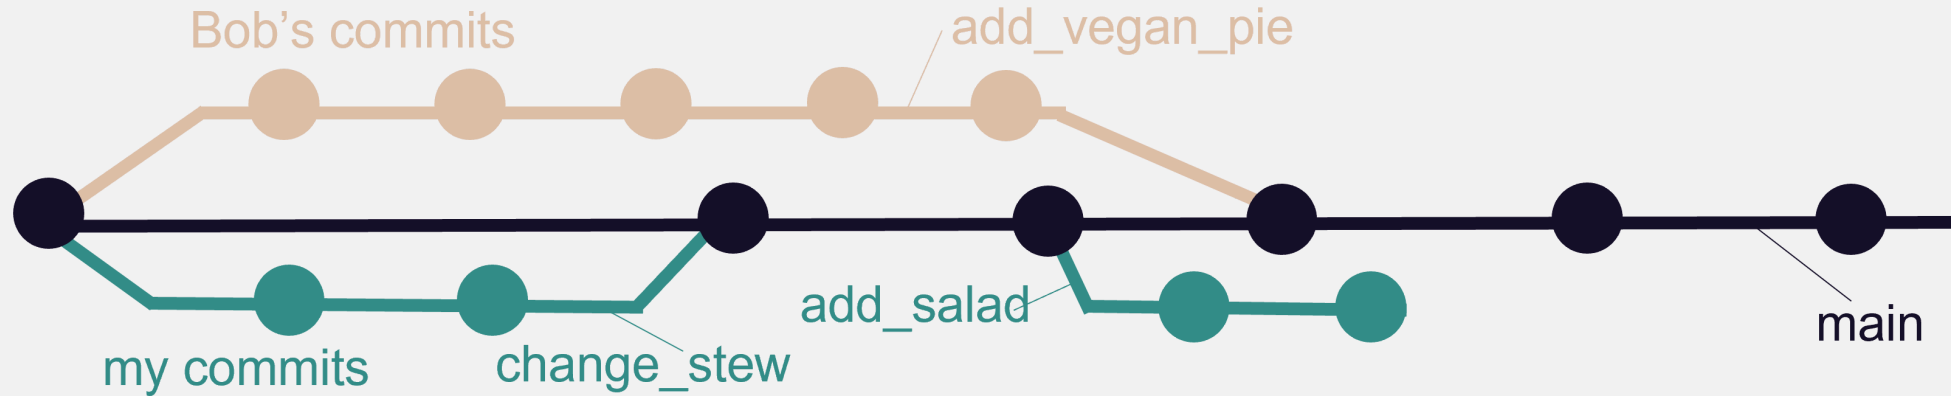 Bob’s commits
add_vegan_pie
add_salad
main
my commits
change_stew